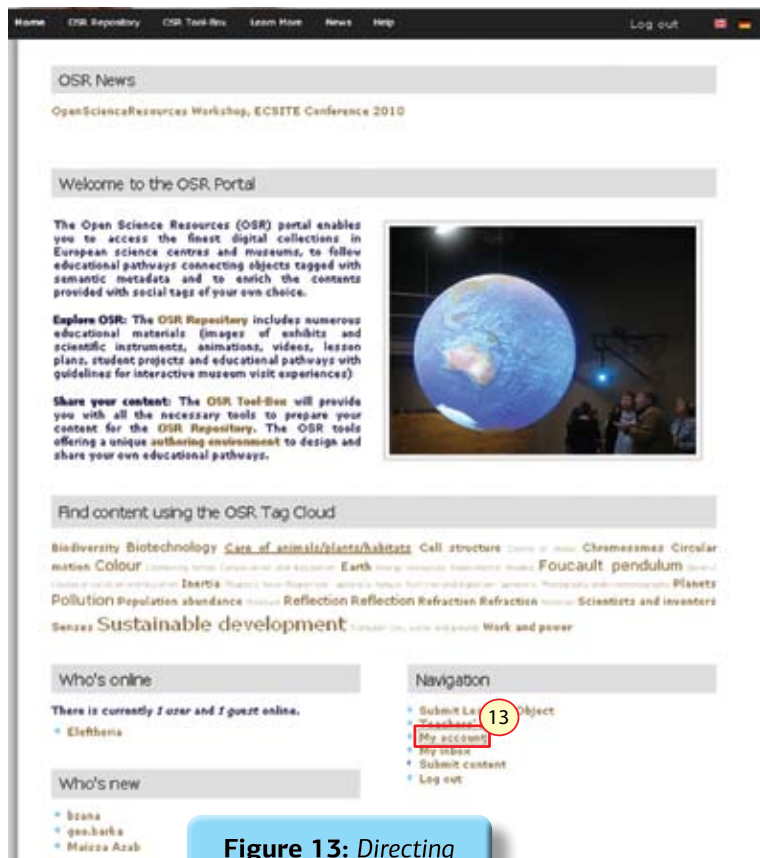 Home OSR Repository OSR Tool-Box Learn More News Help Log out
OSR News
OpenScienceResources Workshop, ECSITE Conference 2010
Welcome to the OSR Portal
The Open Science Resources (OSR) portal enables
you to access the finest digital collections in
European science centres and museums, to follow
educational pathways connecting objects tagged with
semantic metadata and to enrich the contents
provided with social tags of your own choice.
Explore OSR: The OSR Repository includes numerous
educational materials (images of exhibits and
scientific instruments, animations, videos, lesson
plans, student projects and educational pathways with
guidelines for interactive museum visit experiences)
Share your content: The OSR Tool-Box will provide
you with all the necessary tools to prepare your
content for the OSR Repository. The OSR tools
offering a unique authoring environment to design and
share your own educational pathways.
Find content using the OSR Tag Cloud
Biodiversity Biotechnology Care of animals/plants/habitats Cell structure Chromosomes Circular
motion Colour Earth Foucault pendulum
Inertia Planets
Pollution Population abundance Reflection Reflection Refraction Refraction Scientists and inventors
Senses Sustainable development Work and power
Who's online
There is currently 1 user and 1 guest online.
Eleftheria
Who's new
bzana
geo.barka
Maissa Azab
Navigation
Submit Le Object
Teachers'
13
My account
My inbox
Submit content
Log out
Figure 13: Directing